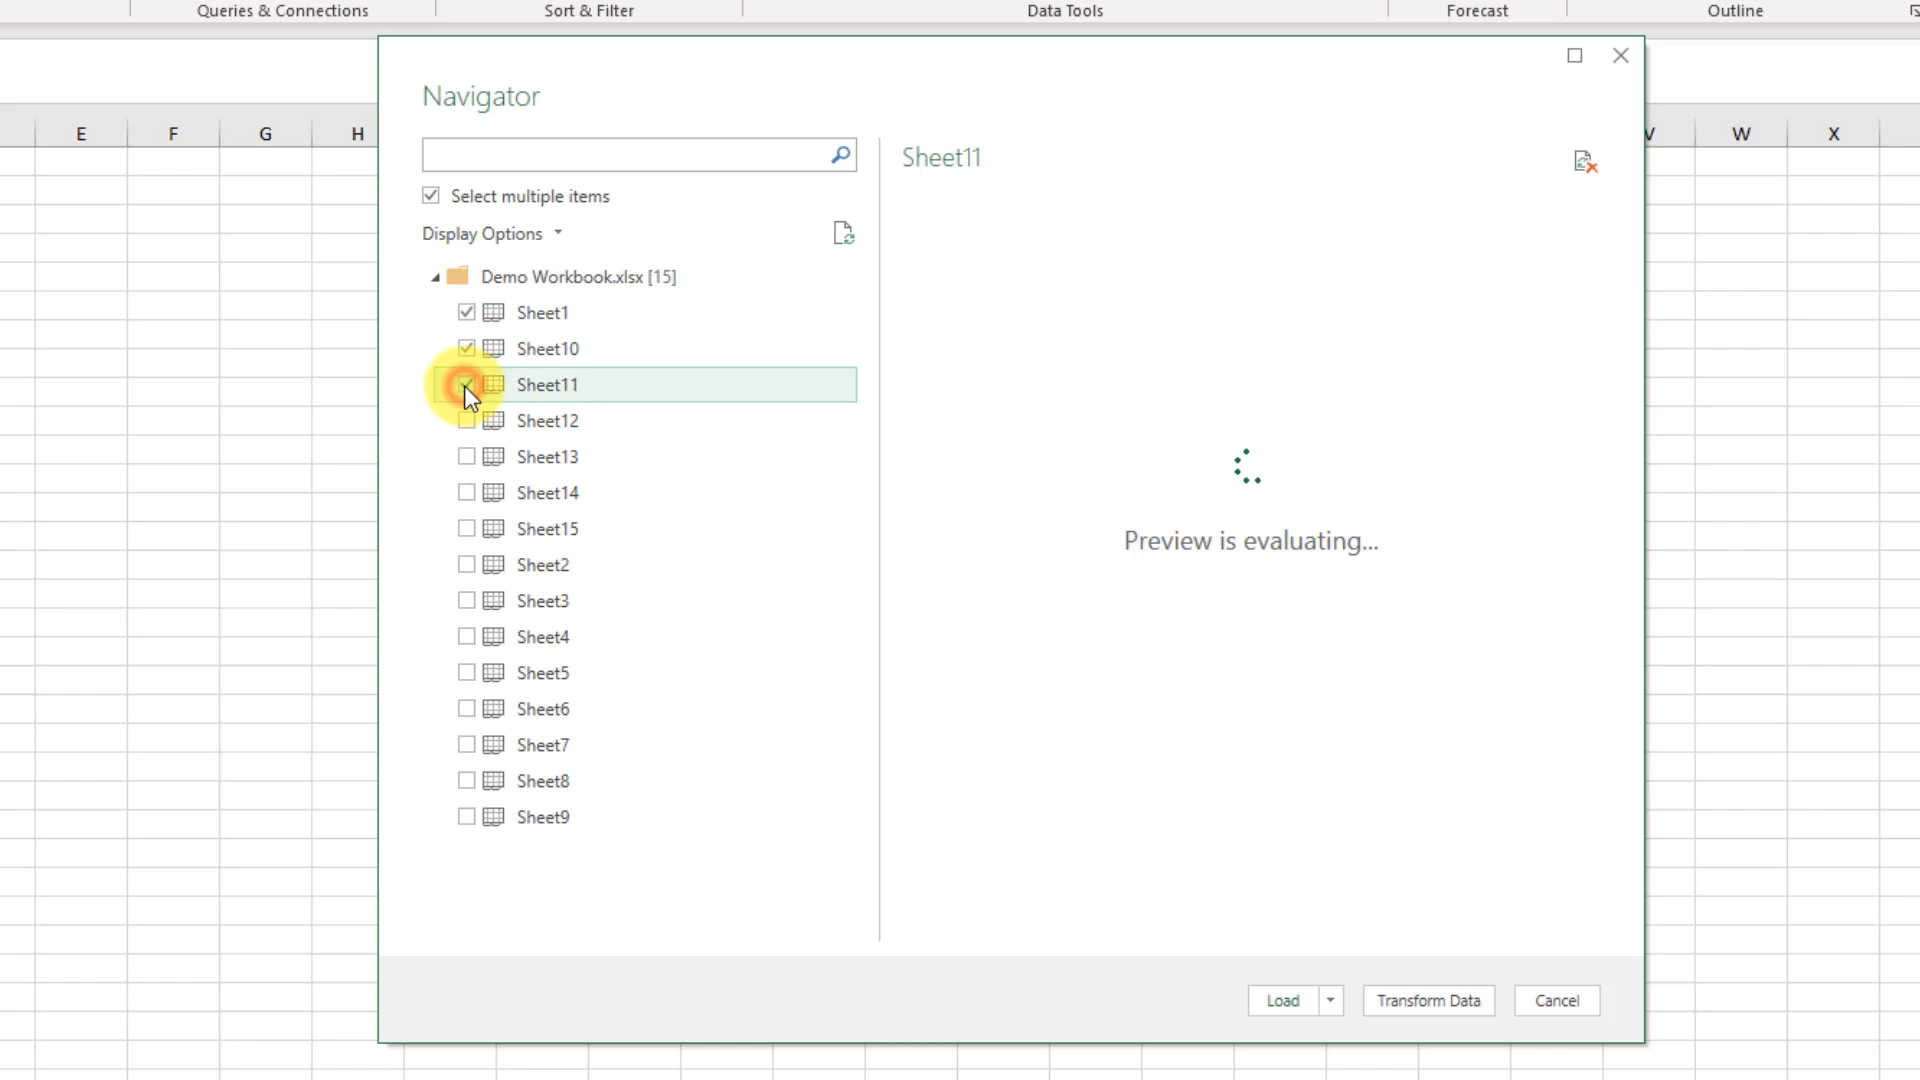 Queries & Connections
Sort & Filter
Data Tools
Forecast
Outline
Navigator
E
F
G
H
V
W
X
Sheet11
Select multiple items
Display Options
Demo Workbook.xlsx [15]
Sheet1
Sheet10
Sheet11
Sheet12
Sheet13
Sheet14
Sheet15
Sheet2
Sheet3
Sheet4
Sheet5
Sheet6
Sheet7
Sheet8
Sheet9
Preview is evaluating...
Load
Transform Data
Cancel